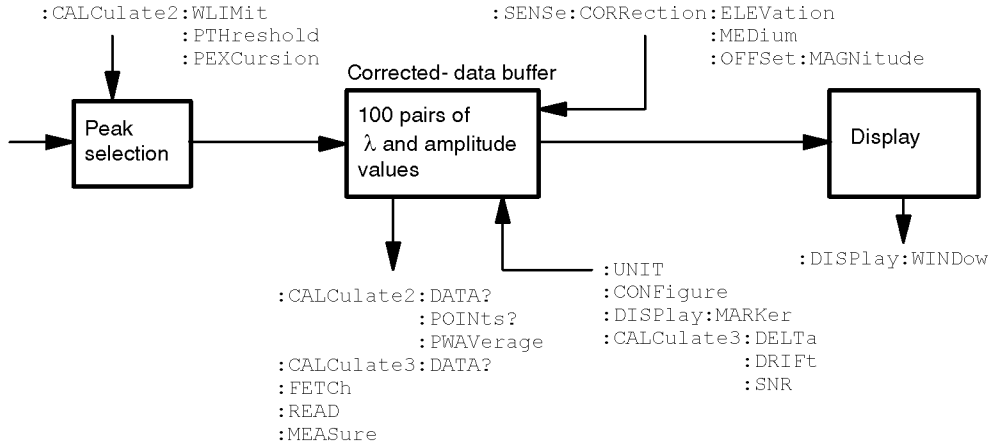 :CALCulate2:WLIMit
:PTHreshold
:PEXCursion
:SENSe:CORRection:ELEVation
:MEDium
:OFFSet:MAGNitude
Corrected- data buffer
Peak
selection
100 pairs of
λ and amplitude
values
Display
:DISPlay:WINDow
:CALCulate2:DATA?
:POINts?
:PWAVerage
:CALCulate3:DATA?
:FETCh
:READ
:MEASure
:UNIT
:CONFigure
:DISPlay:MARKer
:CALCulate3:DELTa
:DRIFt
:SNR